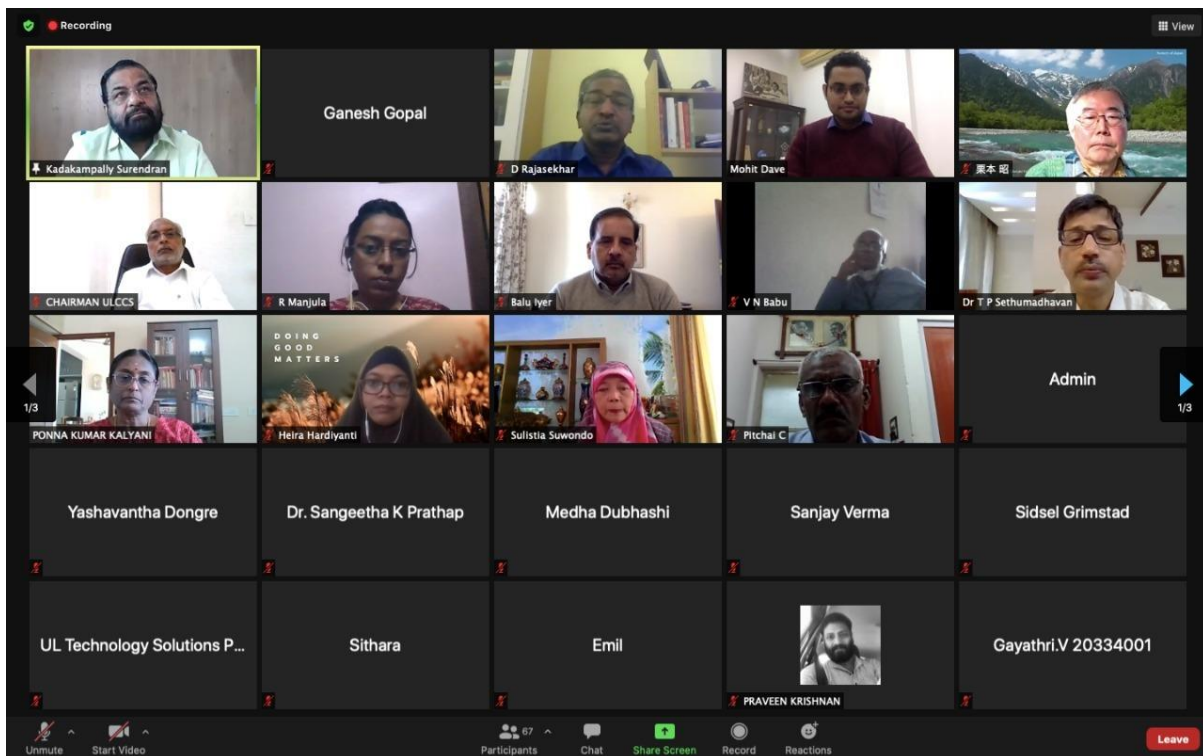 Recording
View
Kadakampally Surendran
Ganesh Gopal
D Rajasekhar
Mohit Dave
栗本 昭
CHAIRMAN ULCCS
R Manjula
Balu Iyer
V N Babu
Dr T P Sethumadhavan
PONNA KUMAR KALYANI
DOING
GOOD
MATTERS
Heira Hardiyanti
Sulistia Suwondo
Pitchai C
Admin
1/3
1/3
Yashavantha Dongre
Dr. Sangeetha K Prathap
Medha Dubhashi
Sanjay Verma
Sidsel Grimstad
UL Technology Solutions P...
Sithara
Emil
PRAVEEN KRISHNAN
Gayathri.V 20334001
Unmute
Start Video
67
Participants
Chat
Share Screen
Record
Reactions
Leave